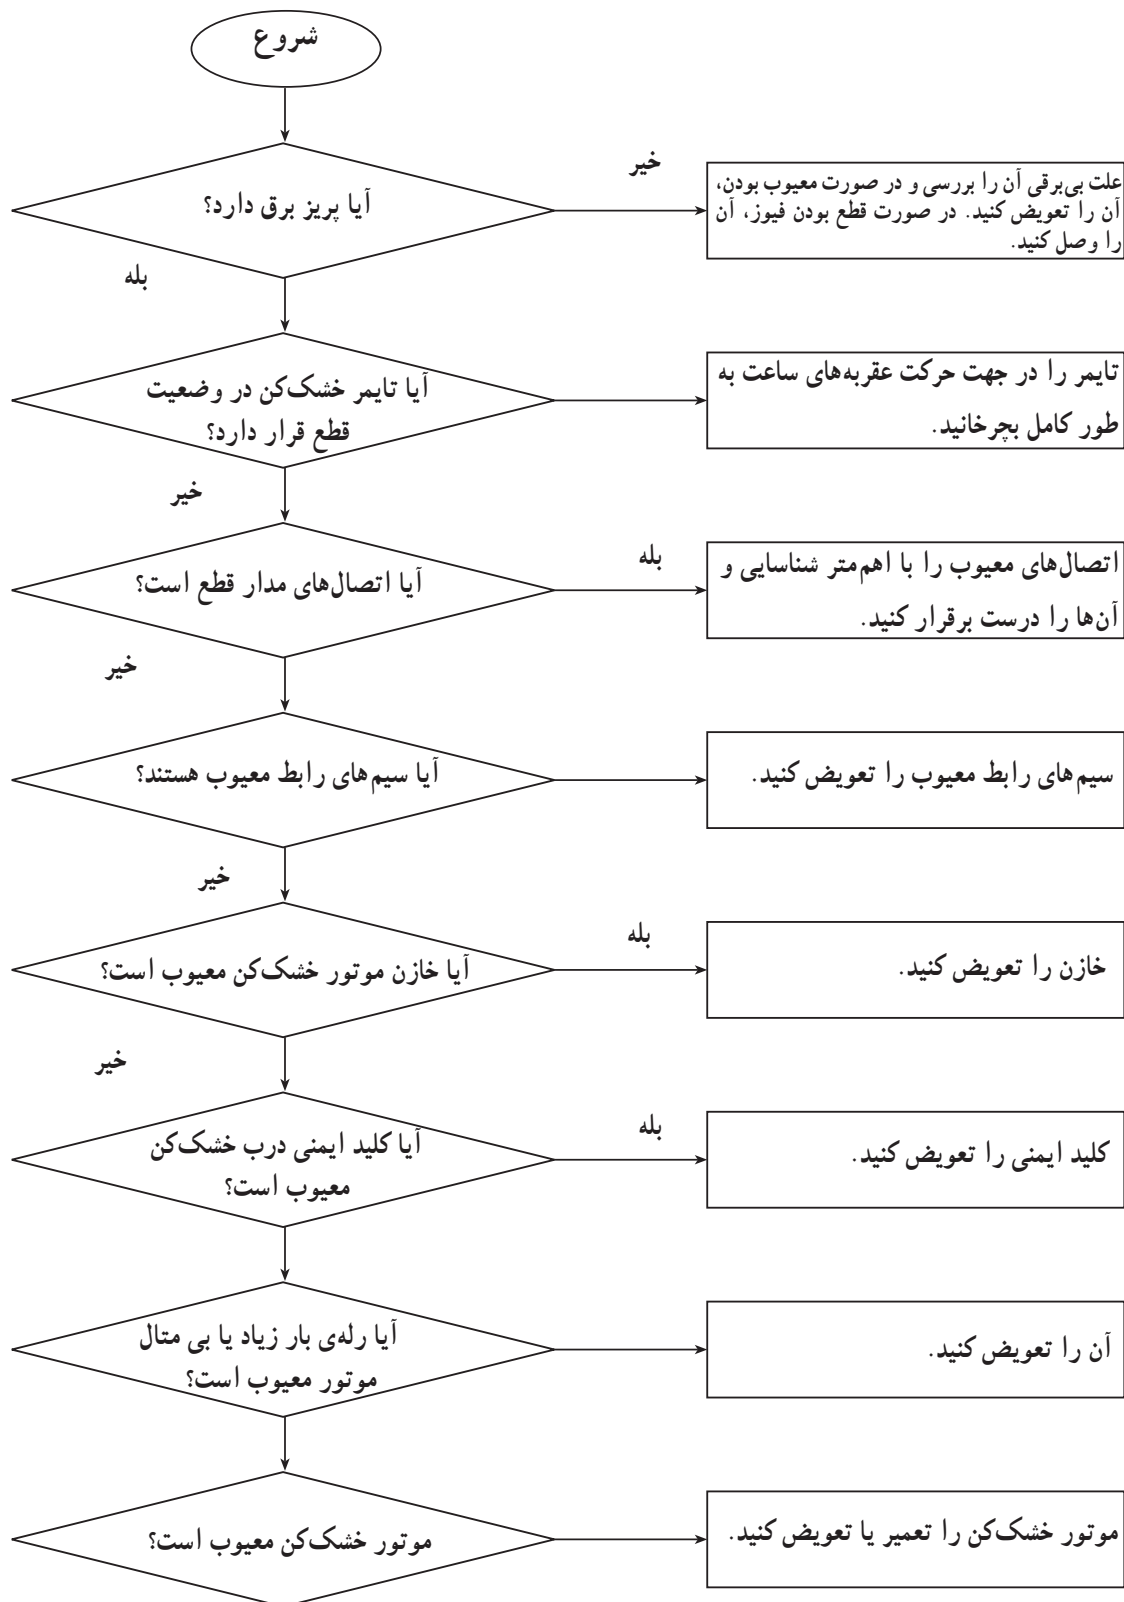 شروع
آیا پریز برق دارد؟
خیر
علت بی‌برقی آن را بررسی و در صورت معیوب بودن،
آن را تعویض کنید. در صورت قطع بودن فیوز، آن
را وصل کنید.
بله
آیا تایمر خشک‌کن در وضعیت
قطع قرار دارد؟
تایمر را در جهت حرکت عقربه‌های ساعت به
طور کامل بچرخانید.
خیر
آیا اتصال‌های مدار قطع است؟
بله
اتصال‌های معیوب را با اهم‌متر شناسایی و
آن‌ها را درست برقرار کنید.
خیر
آیا سیم‌های رابط معیوب هستند؟
سیم‌های رابط معیوب را تعویض کنید.
خیر
آیا خازن موتور خشک‌کن معیوب است؟
بله
خازن را تعویض کنید.
خیر
آیا کلید ایمنی درب خشک‌کن
معیوب است؟
بله
کلید ایمنی را تعویض کنید.
آیا رله‌ی بار زیاد یا بی متال
موتور معیوب است؟
آن را تعویض کنید.
موتور خشک‌کن معیوب است؟
موتور خشک‌کن را تعمیر یا تعویض کنید.